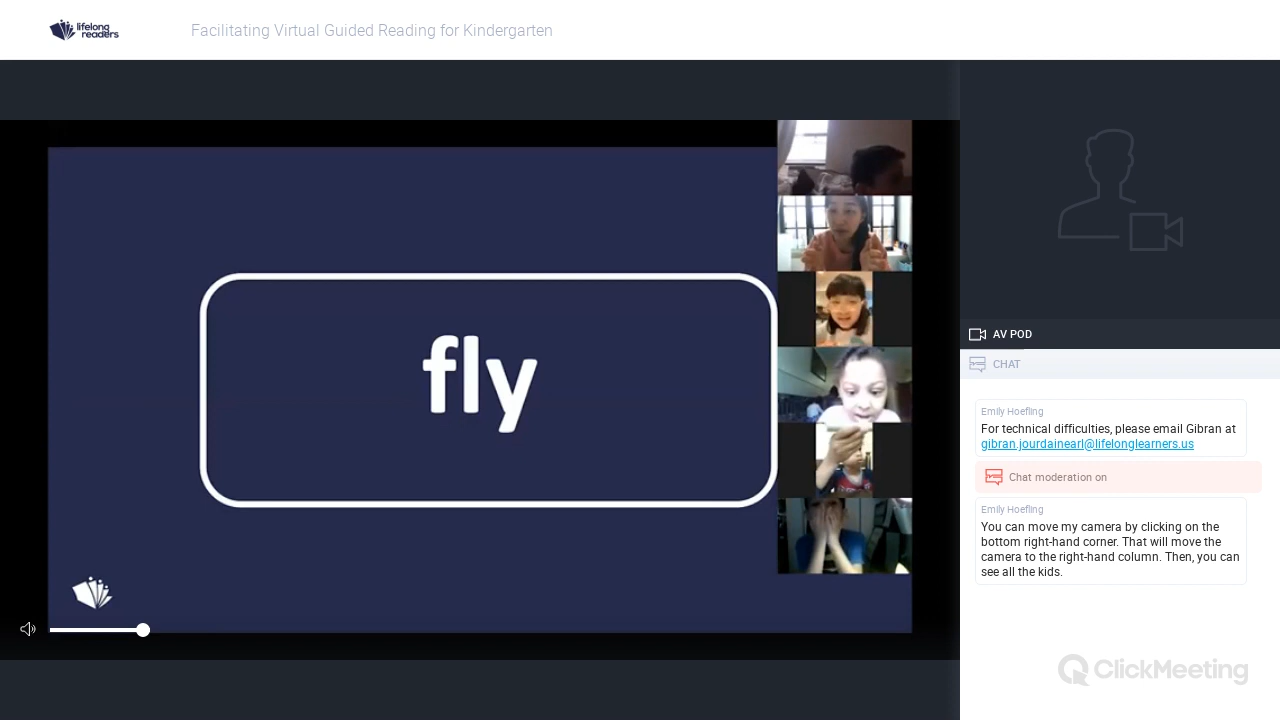 lifelong
readers
Facilitating Virtual Guided Reading for Kindergarten
fly
AV POD
CHAT
Emily Hoefling
For technical difficulties, please email Gibran at
gibran.jourdainearl@lifelonglearners.us
Chat moderation on
Emily Hoefling
You can move my camera by clicking on the
bottom right-hand corner. That will move the
camera to the right-hand column. Then, you can
see all the kids.
ClickMeeting